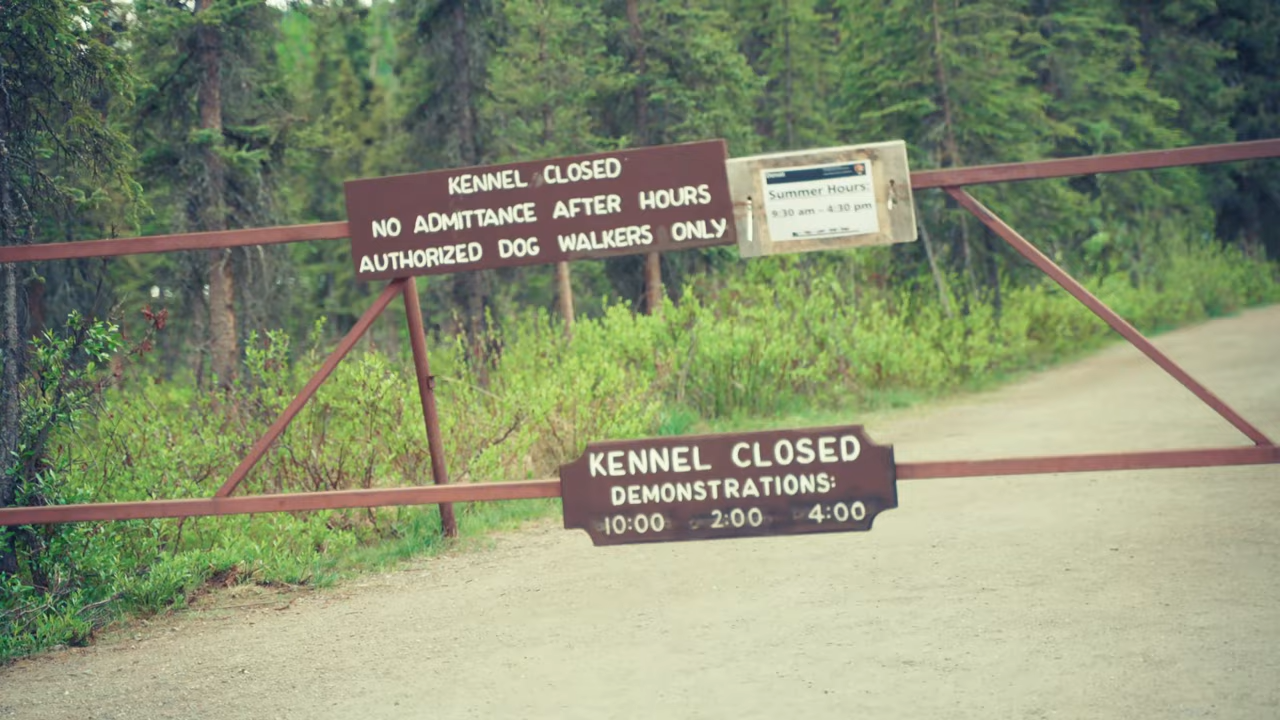 KENNEL CLOSED
NO ADMITTANCE AFTER HOURS
AUTHORIZED DOG WALKERS ONLY
Summer Hours:
9:30 am - 4:30 pm
KENNEL CLOSED
DEMONSTRATIONS:
10:00 2:00 4:00